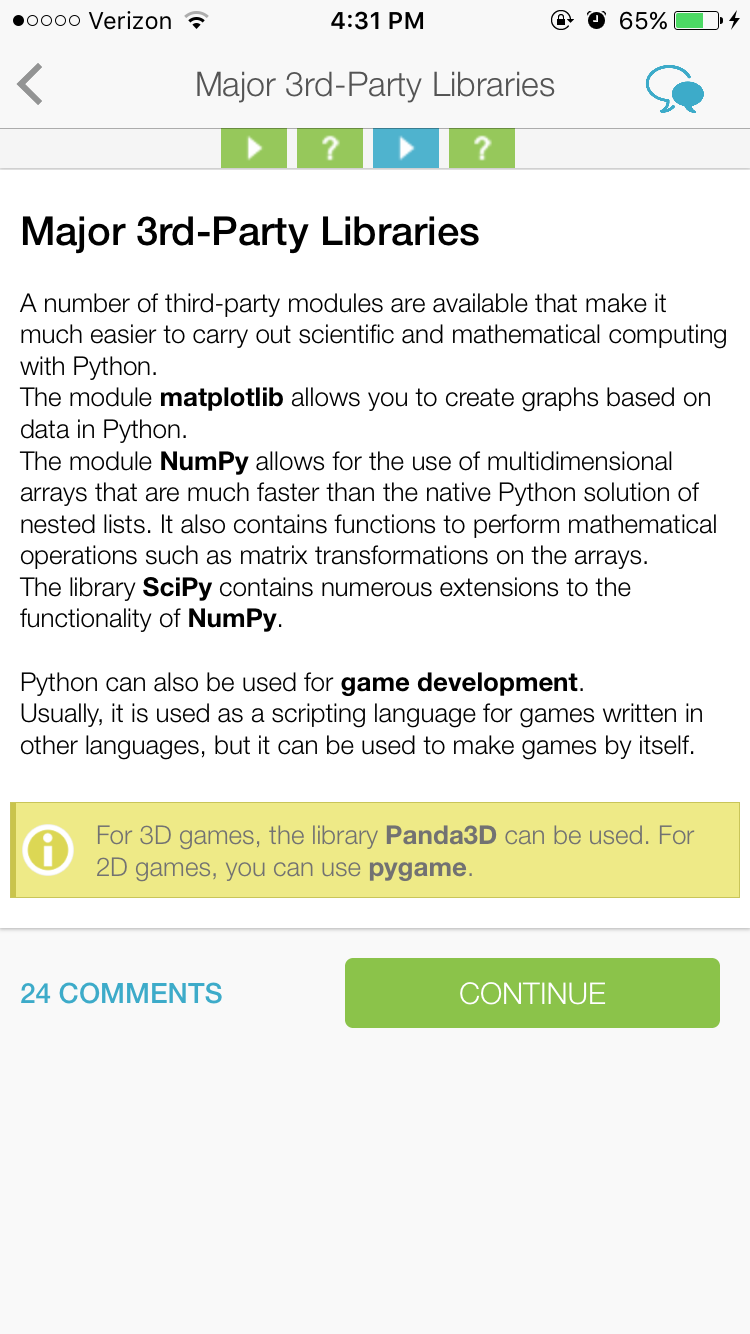 Verizon 4:31 PM 65%
Major 3rd-Party Libraries
? ?
Major 3rd-Party Libraries
A number of third-party modules are available that make it
much easier to carry out scientific and mathematical computing
with Python.
The module matplotlib allows you to create graphs based on
data in Python.
The module NumPy allows for the use of multidimensional
arrays that are much faster than the native Python solution of
nested lists. It also contains functions to perform mathematical
operations such as matrix transformations on the arrays.
The library SciPy contains numerous extensions to the
functionality of NumPy.
Python can also be used for game development.
Usually, it is used as a scripting language for games written in
other languages, but it can be used to make games by itself.
For 3D games, the library Panda3D can be used. For
2D games, you can use pygame.
24 COMMENTS
CONTINUE